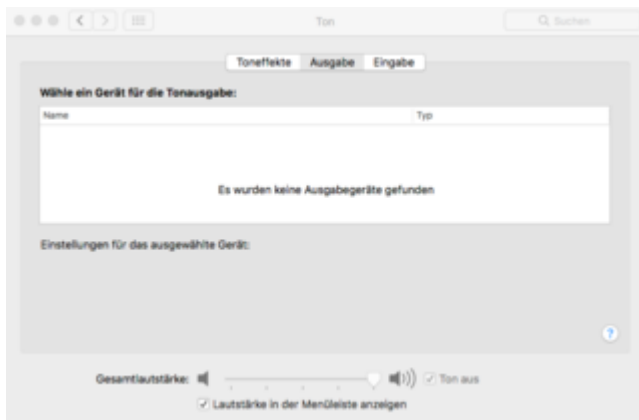 Ton
Suchen
Toneffekte Ausgabe Eingabe
Wähle ein Gerät für die Tonausgabe:
Name Typ
Es wurden keine Ausgabegeräte gefunden
Einstellungen für das ausgewählte Gerät:
?
Gesamtlautstärke: Ton aus
Lautstärke in der Menüleiste anzeigen